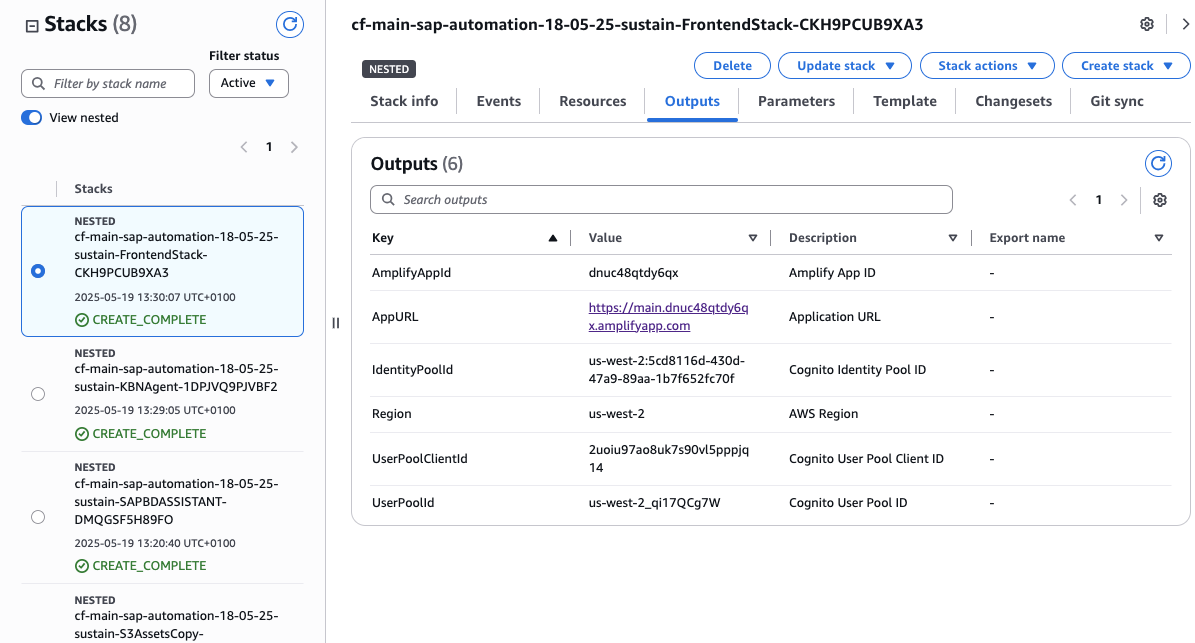 Stacks (8)
Filter status
Filter by stack name
Active
View nested
1
Stacks
NESTED
cf-main-sap-automation-18-05-25-
sustain-FrontendStack-
CKH9PCUB9XA3
2025-05-19 13:30:07 UTC+0100
CREATE_COMPLETE
NESTED
cf-main-sap-automation-18-05-25-
sustain-KBNAgent-1DPJVQ9PJVBF2
2025-05-19 13:29:05 UTC+0100
CREATE_COMPLETE
NESTED
cf-main-sap-automation-18-05-25-
sustain-SAPBDASSISTANT-
DMQGSF5H89FO
2025-05-19 13:20:40 UTC+0100
CREATE_COMPLETE
NESTED
cf-main-sap-automation-18-05-25-
sustain-S3AssetsCopy-
cf-main-sap-automation-18-05-25-sustain-FrontendStack-CKH9PCUB9XA3
NESTED
Delete Update stack Stack actions Create stack
Stack info Events Resources Outputs Parameters Template Changesets Git sync
Outputs (6)
Search outputs
1
Key Value Description Export name
AmplifyAppId dnuc48qtdy6qx Amplify App ID -
AppURL https://main.dnuc48qtdy6q
x.amplifyapp.com Application URL -
IdentityPoolId us-west-2:5cd8116d-430d-
47a9-89aa-1b7f652fc70f Cognito Identity Pool ID -
Region us-west-2 AWS Region -
UserPoolClientId 2uoiu97ao8uk7s90vl5pppjq
14 Cognito User Pool Client ID -
UserPoolId us-west-2_qi17QCg7W Cognito User Pool ID -